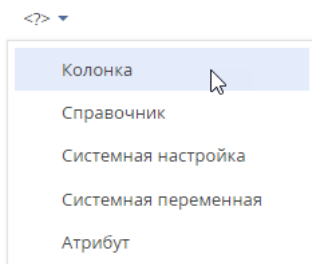 <?>
Колонка
Справочник
Системная настройка
Системная переменная
Атрибут